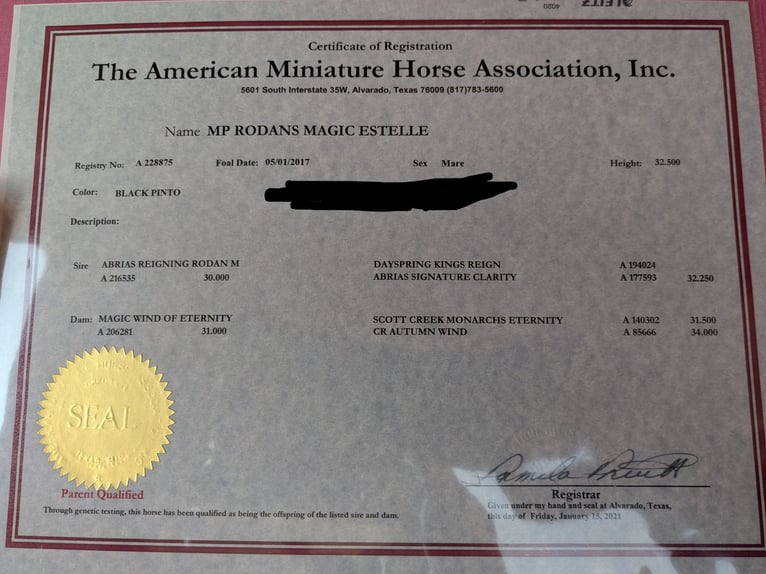 4020
LEITZ
Certificate of Registration
The American Miniature Horse Association, Inc.
5601 South Interstate 35W, Alvarado, Texas 76009 (817)783-5600
Name MP RODANS MAGIC ESTELLE
Registry No: A 228875 Foal Date: 05/01/2017 Sex Mare Height: 32.500
Color: BLACK PINTO
Description:
Sire ABRIAS REIGNING RODAN M DAYSPRING KINGS REIGN A 194024
A 216535 30.000 ABRIAS SIGNATURE CLARITY A 177593 32.250
Dam: MAGIC WIND OF ETERNITY SCOTT CREEK MONARCHS ETERNITY A 140302 31.500
A 206281 31.000 CR AUTUMN WIND A 85666 34.000
SEAL
Pamela
Parent Qualified
Registrar
Through genetic testing, this horse has been qualified as being the offspring of the listed sire and dam.
Given under my hand and seal at Alvarado, Texas,
this day of Friday, January 15, 2021